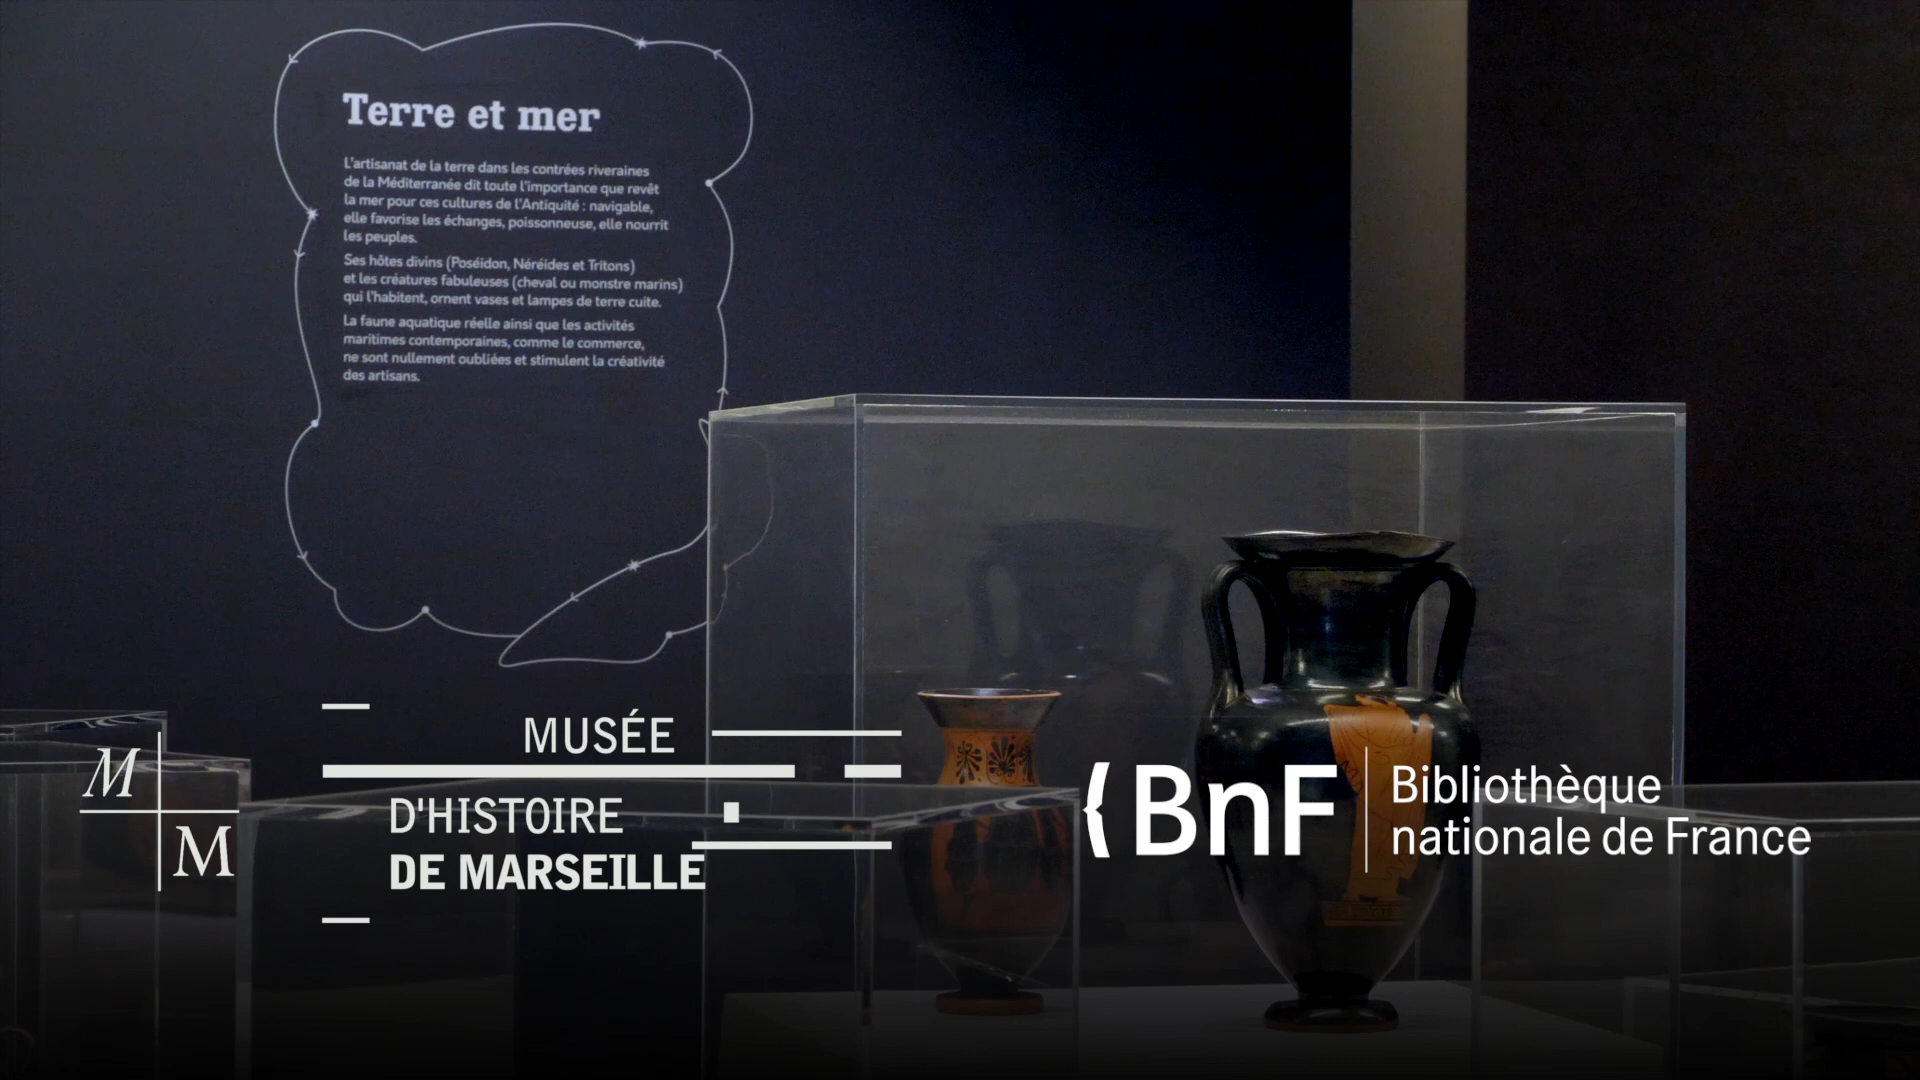 Terre et mer
L'artisanat de la terre dans les contrées riveraines
de la Méditerranée dit toute l'importance que revêt
la mer pour ces cultures de l'Antiquité : navigable,
elle favorise les échanges, poissonneuse, elle nourrit
les peuples.
Ses hôtes divins (Poséidon, Néréides et Tritons)
et les créatures fabuleuses (cheval ou monstre marins)
qui l'habitent, ornent vases et lampes de terre cuite.
La faune aquatique réelle ainsi que les activités
maritimes contemporaines, comme le commerce,
ne sont nullement oubliées et stimulent la créativité
des artisans.
M
M
MUSÉE
D'HISTOIRE
DE MARSEILLE
BnF
Bibliothèque
nationale de France